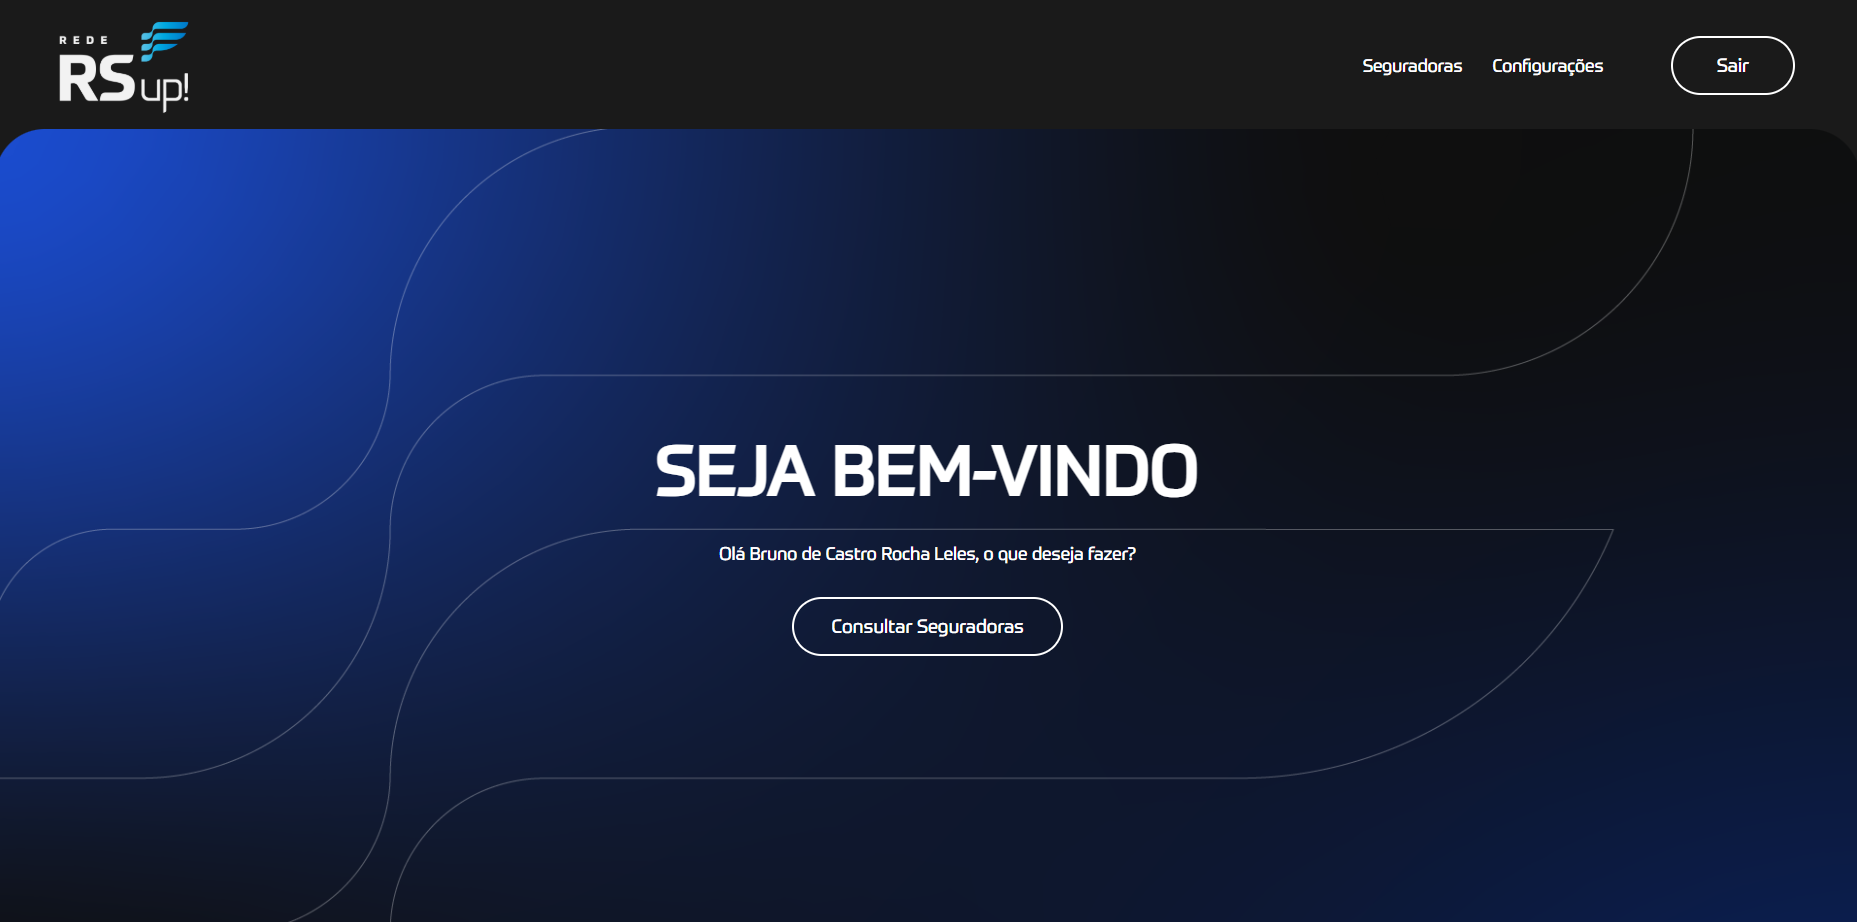 REDE
RS up!
Seguradoras
Configurações
Sair
SEJA BEM-VINDO
Olá Bruno de Castro Rocha Leles, o que deseja fazer?
Consultar Seguradoras